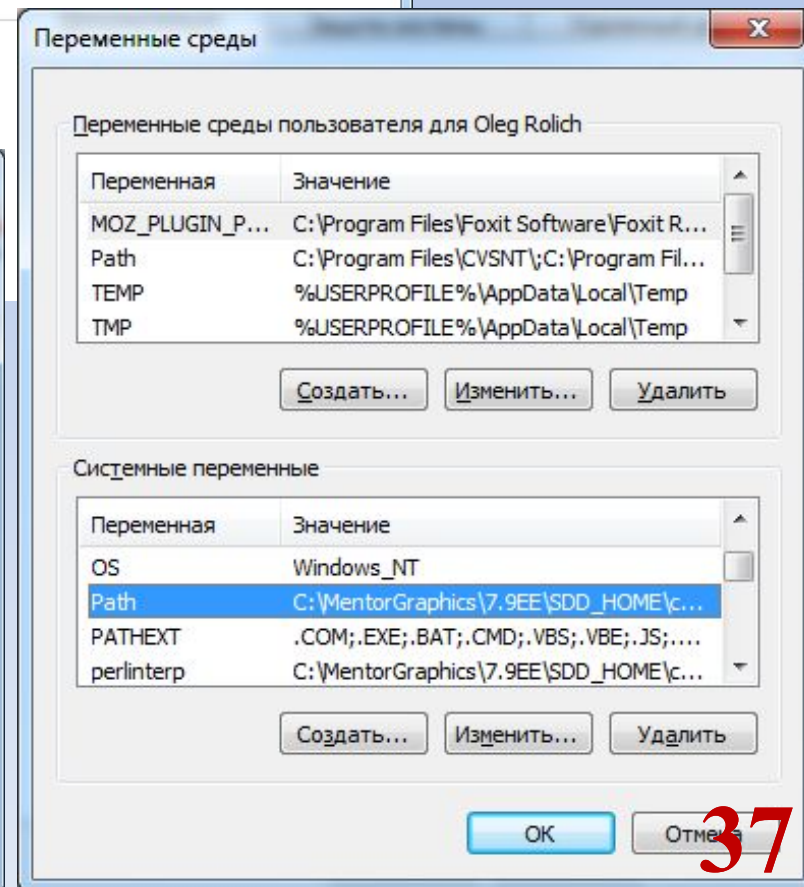 Переменные среды
Переменные среды пользователя для Oleg Rolich
Переменная Значение
MOZ_PLUGIN_P... C:\Program Files\Foxit Software\Foxit R...
Path C:\Program Files\CVSNT\;C:\Program Fil...
TEMP %USERPROFILE%\AppData\Local\Temp
TMP %USERPROFILE%\AppData\Local\Temp
Создать... Изменить... Удалить
Системные переменные
Переменная Значение
OS Windows_NT
Path C:\MentorGraphics\7.9EE\SDD_HOME\c...
PATHEXT .COM;.EXE;.BAT;.CMD;.VBS;.VBE;.JS;....
perlinterp C:\MentorGraphics\7.9EE\SDD_HOME\c...
Создать... Изменить... Удалить
OK Отмена
37